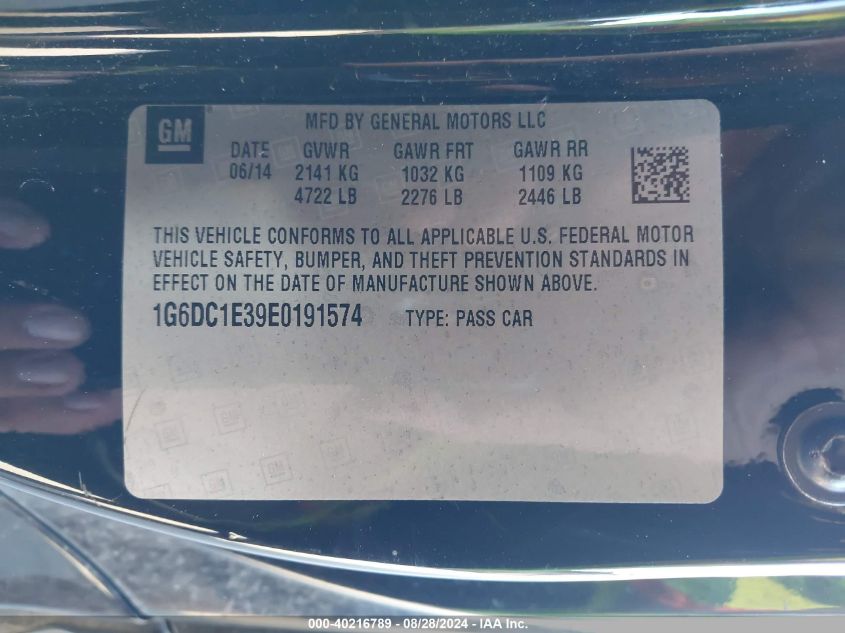 GM
MFD BY GENERAL MOTORS LLC
DATE GVWR GAWR FRT GAWR RR
06/14 2141 KG 1032 KG 1109 KG
4722 LB 2276 LB 2446 LB
THIS VEHICLE CONFORMS TO ALL APPLICABLE U.S. FEDERAL MOTOR
VEHICLE SAFETY, BUMPER, AND THEFT PREVENTION STANDARDS IN
EFFECT ON THE DATE OF MANUFACTURE SHOWN ABOVE.
1G6DC1E39E0191574 TYPE: PASS CAR
000-40216789 - 08/28/2024 - IAA Inc.